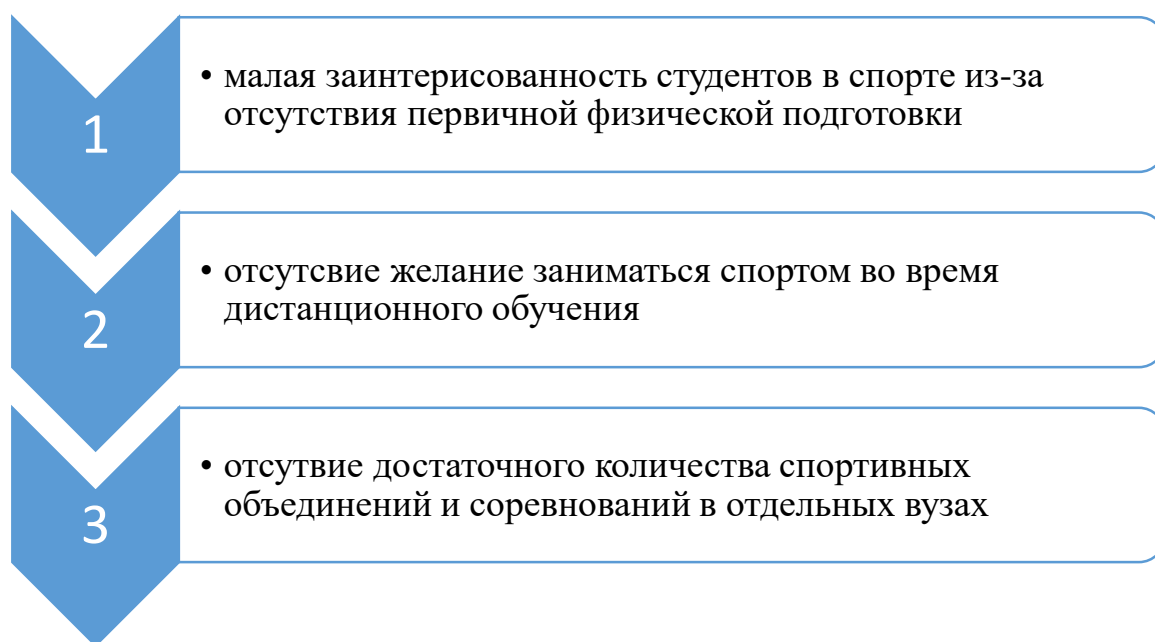 1
• малая заинтерисованность студентов в спорте из-за
отсутствия первичной физической подготовки
2
• отсутсвие желание заниматься спортом во время
дистанционного обучения
3
• отсутвие достаточного количества спортивных
объединений и соревнований в отдельных вузах